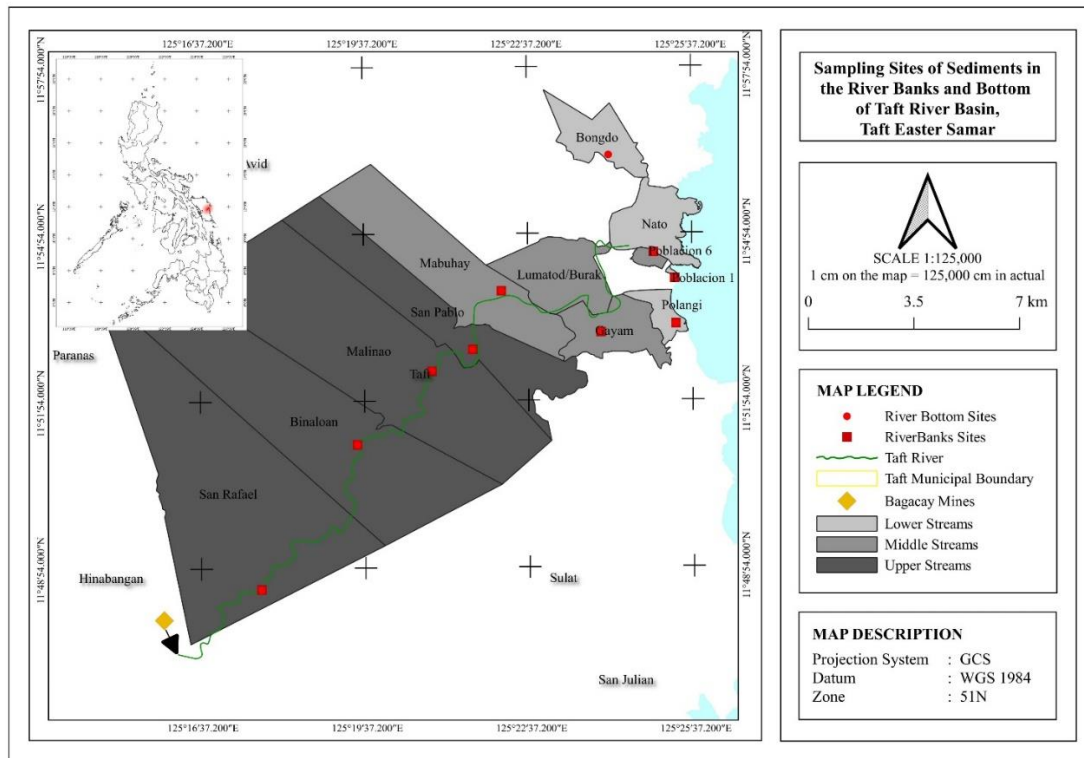 125°16'37.200"E 125°19'37.200"E 125°22'37.200"E 125°25'37.200"E
11°57'54.000"N
11°54'54.000"N
11°51'54.000"N
11°48'54.000"N
Bongdo
Nato
Poblacion 6
Poblacion 1
Mabuhay
Lumatod/Burak
Polangi
San Pablo
Gayam
Paranas
Malinao
Taft
Binaloan
San Rafael
Hinabangan
Sulat
San Julian
11°57'54.000"N
11°54'54.000"N
11°51'54.000"N
11°48'54.000"N
125°16'37.200"E 125°19'37.200"E 125°22'37.200"E 125°25'37.200"E
Sampling Sites of Sediments in
the River Banks and Bottom
of Taft River Basin,
Taft Easter Samar
SCALE 1:125,000
1 cm on the map = 125,000 cm in actual
0 3.5 7 km
MAP LEGEND
River Bottom Sites
RiverBanks Sites
Taft River
Taft Municipal Boundary
Bagacay Mines
Lower Streams
Middle Streams
Upper Streams
MAP DESCRIPTION
Projection System : GCS
Datum : WGS 1984
Zone : 51N